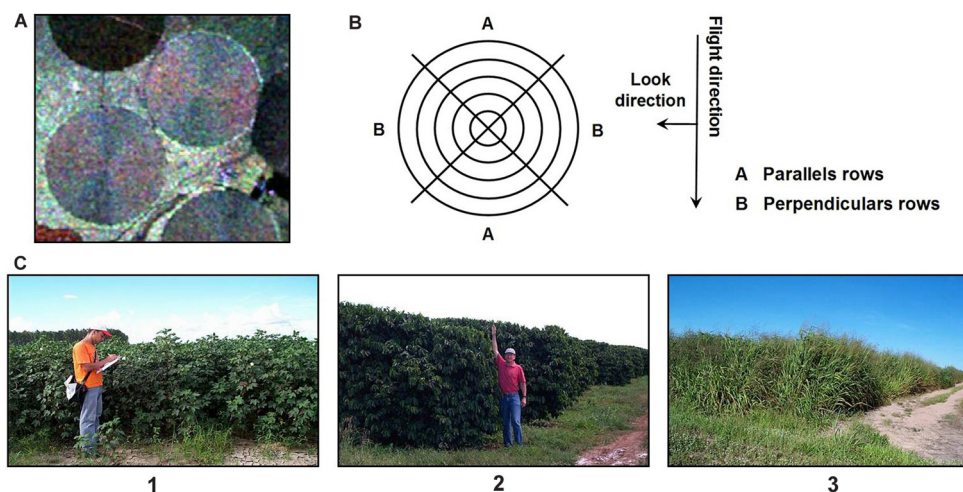 A
B
A
B
B
A
Look
direction
Flight direction
A Parallels rows
B Perpendiculars rows
C
1
2
3